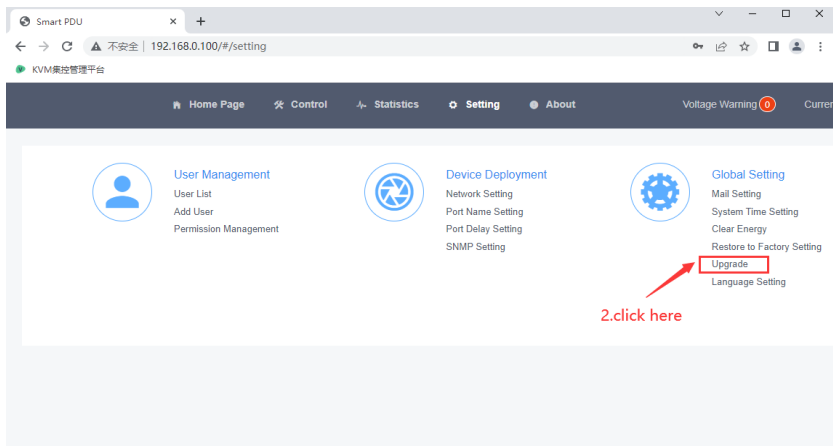 Smart PDU
不安全 | 192.168.0.100/#/setting
KVM集控管理平台
Home Page Control Statistics Setting About Voltage Warning 0
User Management
User List
Add User
Permission Management
Device Deployment
Network Setting
Port Name Setting
Port Delay Setting
SNMP Setting
Global Setting
Mail Setting
System Time Setting
Clear Energy
Restore to Factory Setting
Upgrade
Language Setting
2.click here